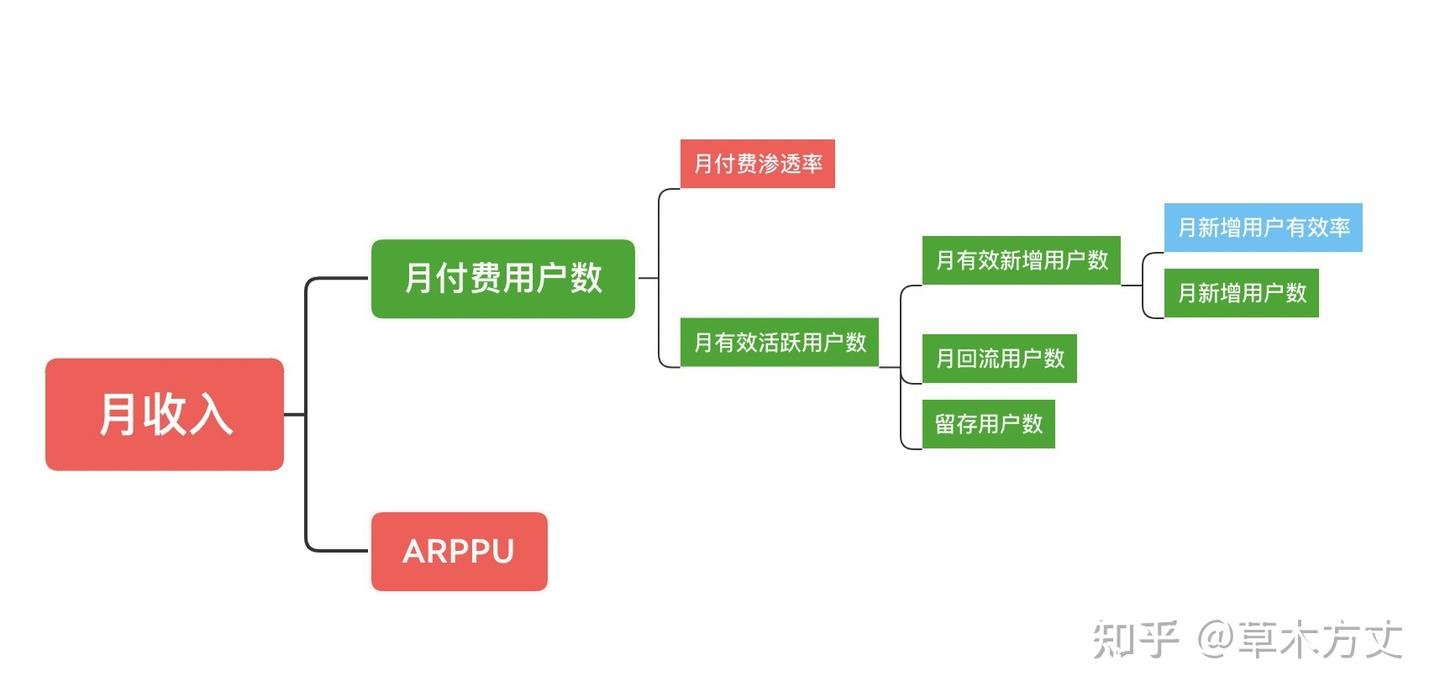 月付费渗透率
月新增用户有效率
月有效新增用户数
月付费用户数
月新增用户数
月有效活跃用户数
月回流用户数
月收入
留存用户数
ARPPU
知乎 @草木方丈